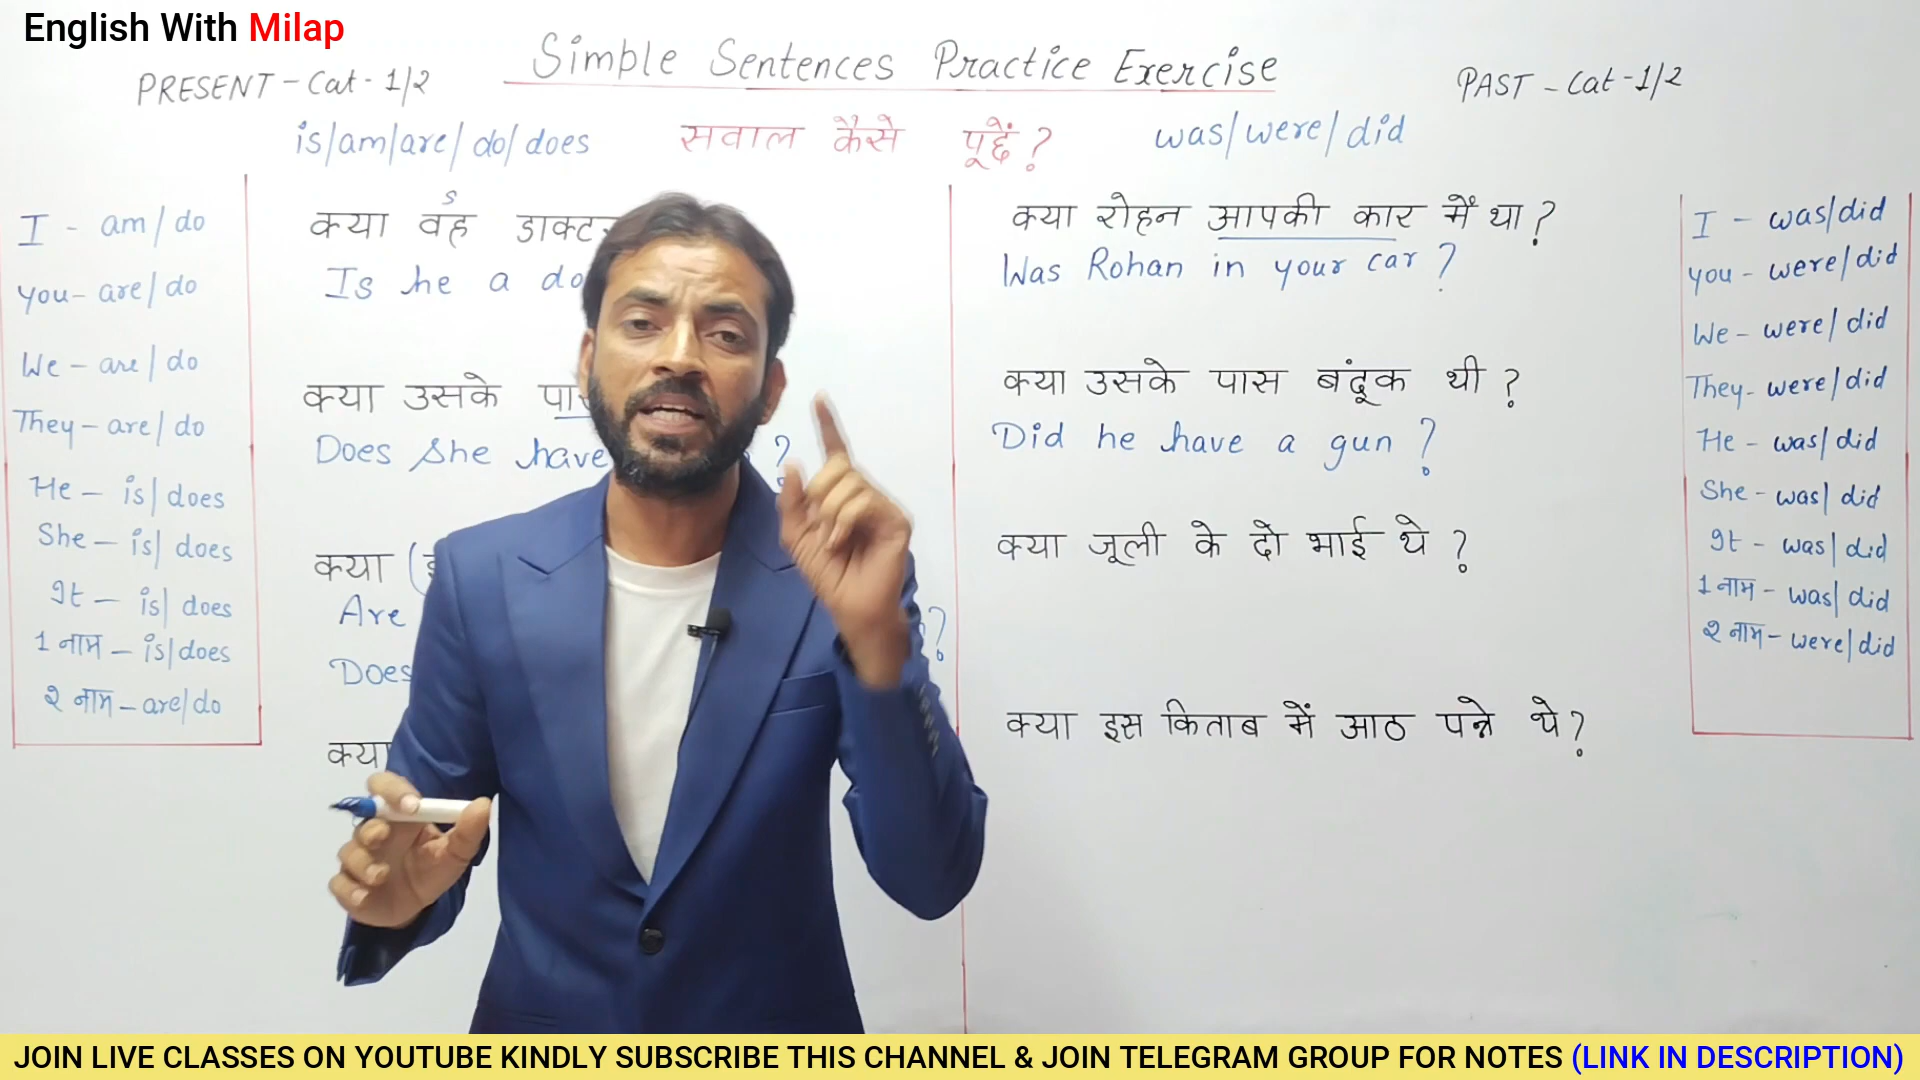 English With Milap
Simble Sentences Practice Exercise
PRESENT - Cat - 1/2
PAST - Cat - 1/2
is/am/are/do/does
सवाल कैसे पूछें ?
was/were/did
I - am/do
you - are/do
We - are/do
They - are/do
He - is/does
She - is/does
It - is/does
1 नाम - is/does
2 नाम - are/do
क्या वह डाक्टर
s
Is he a do
क्या उसके पास
Does she have ?
क्या
Are ?
Does
क्या
क्या रोहन आपकी कार में था ?
Was Rohan in your car ?
क्या उसके पास बंदूक थी ?
Did he have a gun ?
क्या जूली के दो भाई थे ?
क्या इस किताब में आठ पन्ने थे ?
I - was/did
you - were/did
We - were/did
They - were/did
He - was/did
She - was/did
It - was/did
1 नाम - was/did
2 नाम - were/did
JOIN LIVE CLASSES ON YOUTUBE KINDLY SUBSCRIBE THIS CHANNEL & JOIN TELEGRAM GROUP FOR NOTES (LINK IN DESCRIPTION)